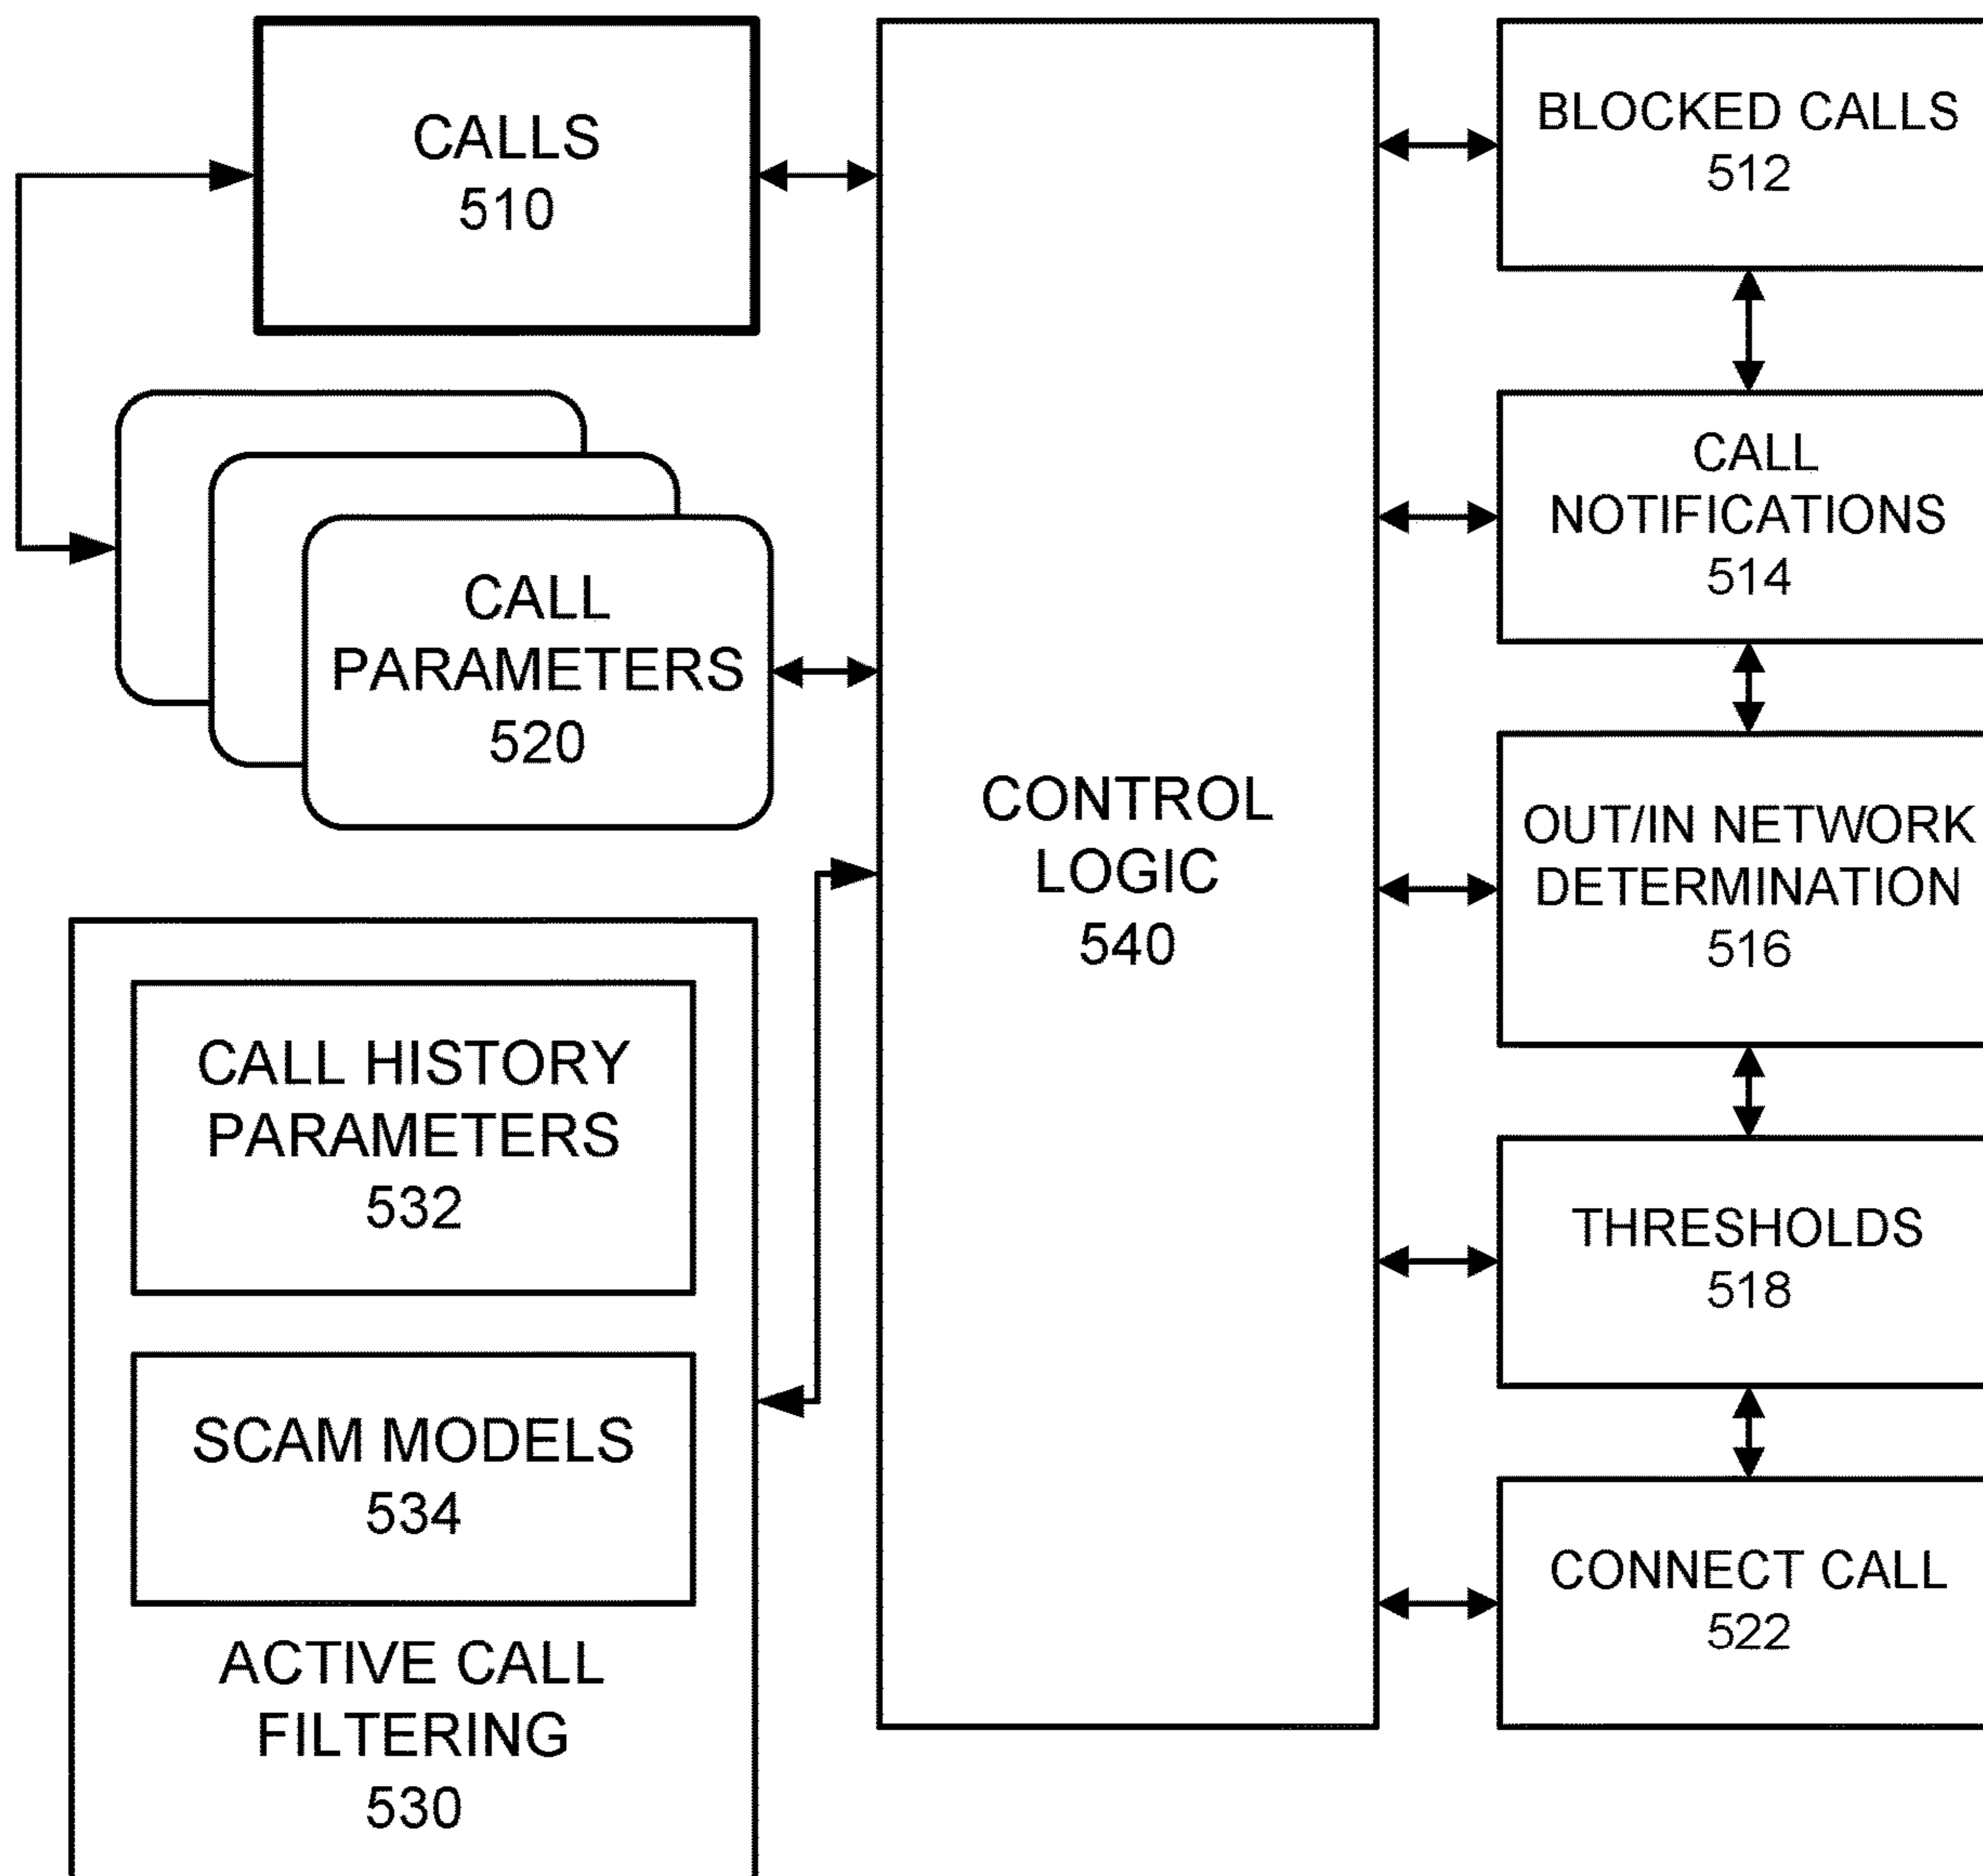 CALLS
510
CALL
PARAMETERS
520
CALL HISTORY
PARAMETERS
532
SCAM MODELS
534
ACTIVE CALL
FILTERING
530
CONTROL
LOGIC
540
BLOCKED CALLS
512
CALL
NOTIFICATIONS
514
OUT/IN NETWORK
DETERMINATION
516
THRESHOLDS
518
CONNECT CALL
522